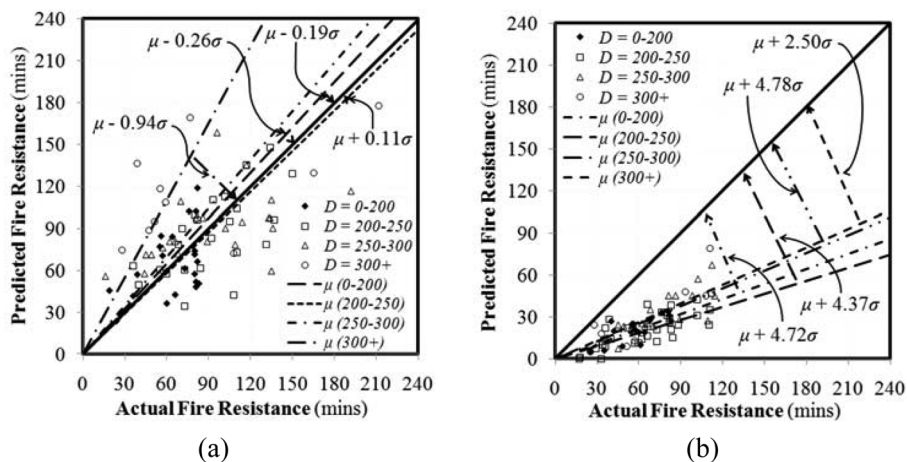 240
210
180
150
120
90
60
30
0
Predicted Fire Resistance (mins)
0 30 60 90 120 150 180 210 240
Actual Fire Resistance (mins)
μ - 0.26σ
μ - 0.19σ
μ - 0.94σ
μ + 0.11σ
D = 0-200
D = 200-250
D = 250-300
D = 300+
μ (0-200)
μ (200-250)
μ (250-300)
μ (300+)
(a)
240
210
180
150
120
90
60
30
0
Predicted Fire Resistance (mins)
0 30 60 90 120 150 180 210 240
Actual Fire Resistance (mins)
D = 0-200
D = 200-250
D = 250-300
D = 300+
μ (0-200)
μ (200-250)
μ (250-300)
μ (300+)
μ + 2.50σ
μ + 4.78σ
μ + 4.37σ
μ + 4.72σ
(b)